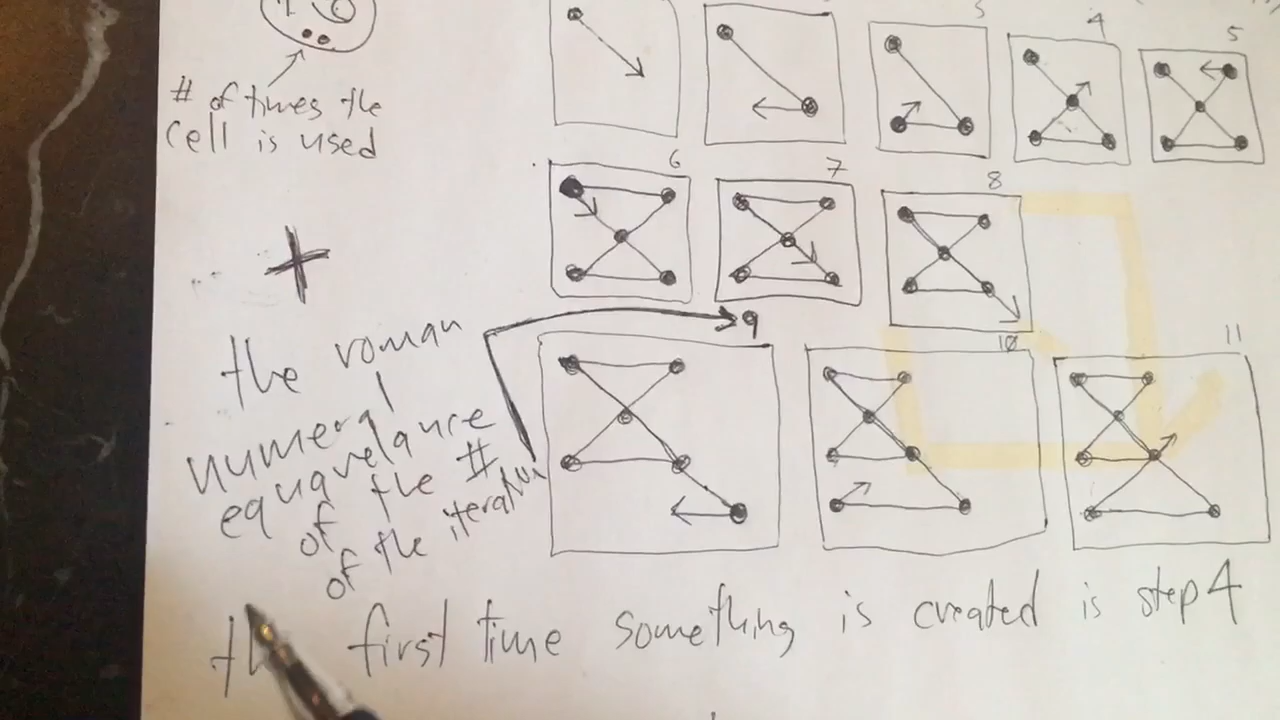 # of times the
cell is used
3
4
5
6
7
8
+
9
10
11
the roman
numeral
equavelance
of the #
of the iteration
the first time something is created is step 4